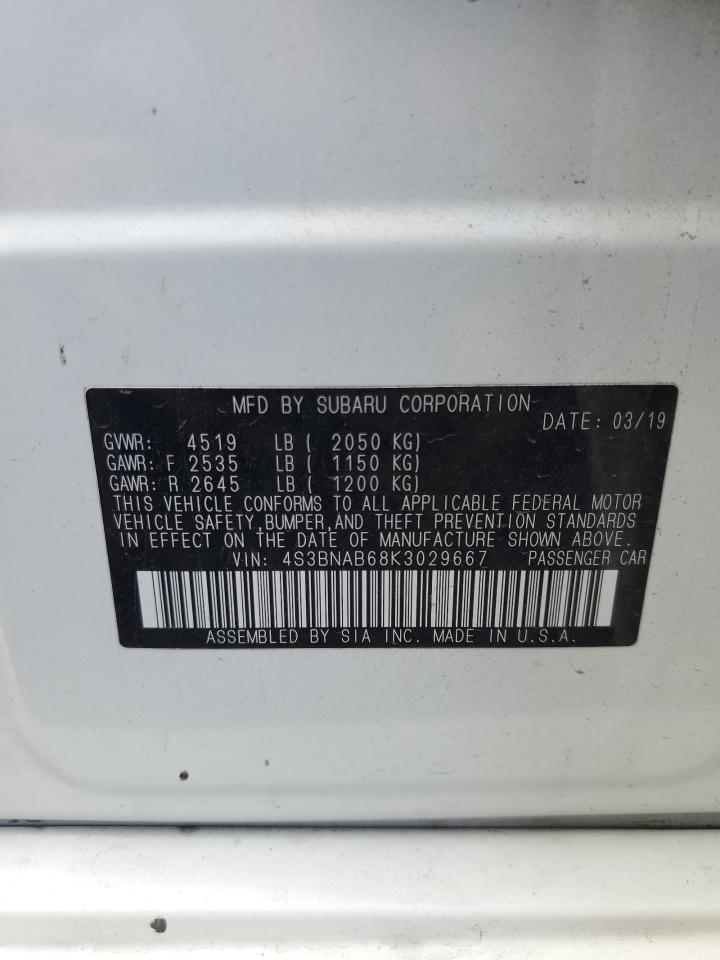 MFD BY SUBARU CORPORATION
DATE: 03/19
GVWR: 4519 LB ( 2050 KG)
GAWR: F 2535 LB ( 1150 KG)
GAWR: R 2645 LB ( 1200 KG)
THIS VEHICLE CONFORMS TO ALL APPLICABLE FEDERAL MOTOR
VEHICLE SAFETY,BUMPER,AND THEFT PREVENTION STANDARDS
IN EFFECT ON THE DATE OF MANUFACTURE SHOWN ABOVE.
VIN: 4S3BNAB68K3029667 PASSENGER CAR
ASSEMBLED BY SIA INC. MADE IN U.S.A.